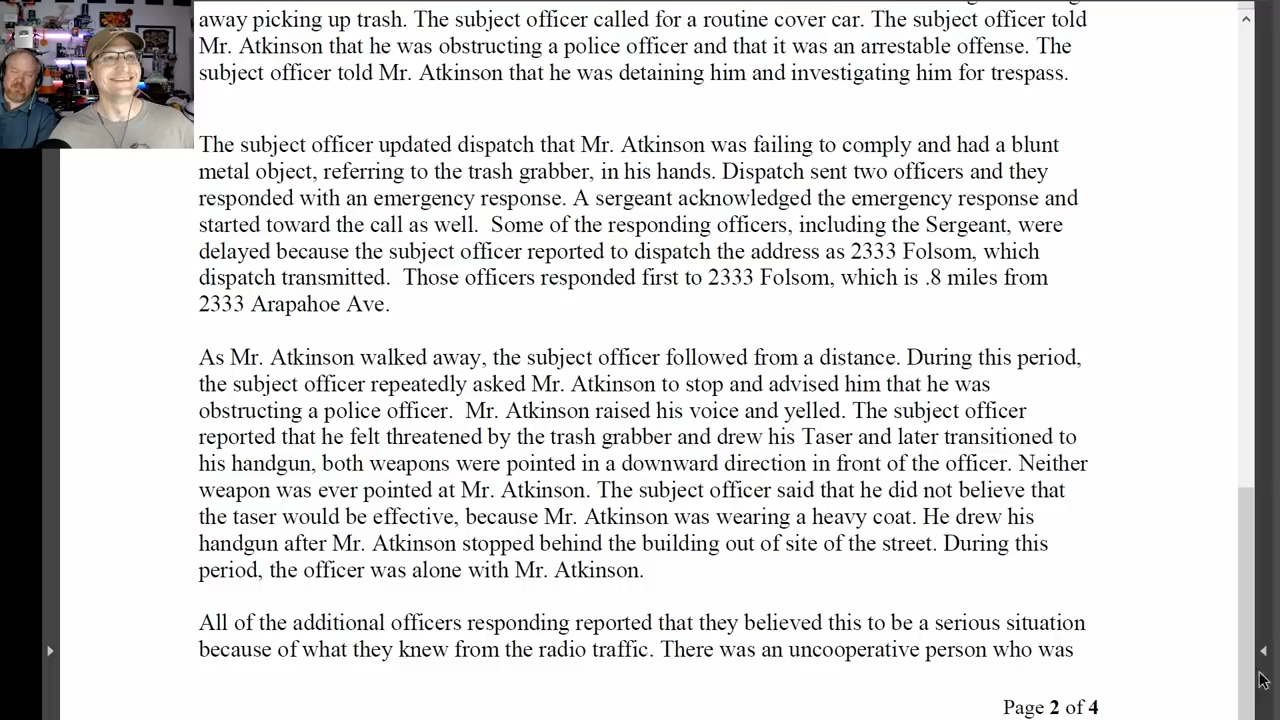 away picking up trash. The subject officer called for a routine cover car. The subject officer told
Mr. Atkinson that he was obstructing a police officer and that it was an arrestable offense. The
subject officer told Mr. Atkinson that he was detaining him and investigating him for trespass.
The subject officer updated dispatch that Mr. Atkinson was failing to comply and had a blunt
metal object, referring to the trash grabber, in his hands. Dispatch sent two officers and they
responded with an emergency response. A sergeant acknowledged the emergency response and
started toward the call as well. Some of the responding officers, including the Sergeant, were
delayed because the subject officer reported to dispatch the address as 2333 Folsom, which
dispatch transmitted. Those officers responded first to 2333 Folsom, which is .8 miles from
2333 Arapahoe Ave.
As Mr. Atkinson walked away, the subject officer followed from a distance. During this period,
the subject officer repeatedly asked Mr. Atkinson to stop and advised him that he was
obstructing a police officer. Mr. Atkinson raised his voice and yelled. The subject officer
reported that he felt threatened by the trash grabber and drew his Taser and later transitioned to
his handgun, both weapons were pointed in a downward direction in front of the officer. Neither
weapon was ever pointed at Mr. Atkinson. The subject officer said that he did not believe that
the taser would be effective, because Mr. Atkinson was wearing a heavy coat. He drew his
handgun after Mr. Atkinson stopped behind the building out of site of the street. During this
period, the officer was alone with Mr. Atkinson.
All of the additional officers responding reported that they believed this to be a serious situation
because of what they knew from the radio traffic. There was an uncooperative person who was
Page 2 of 4